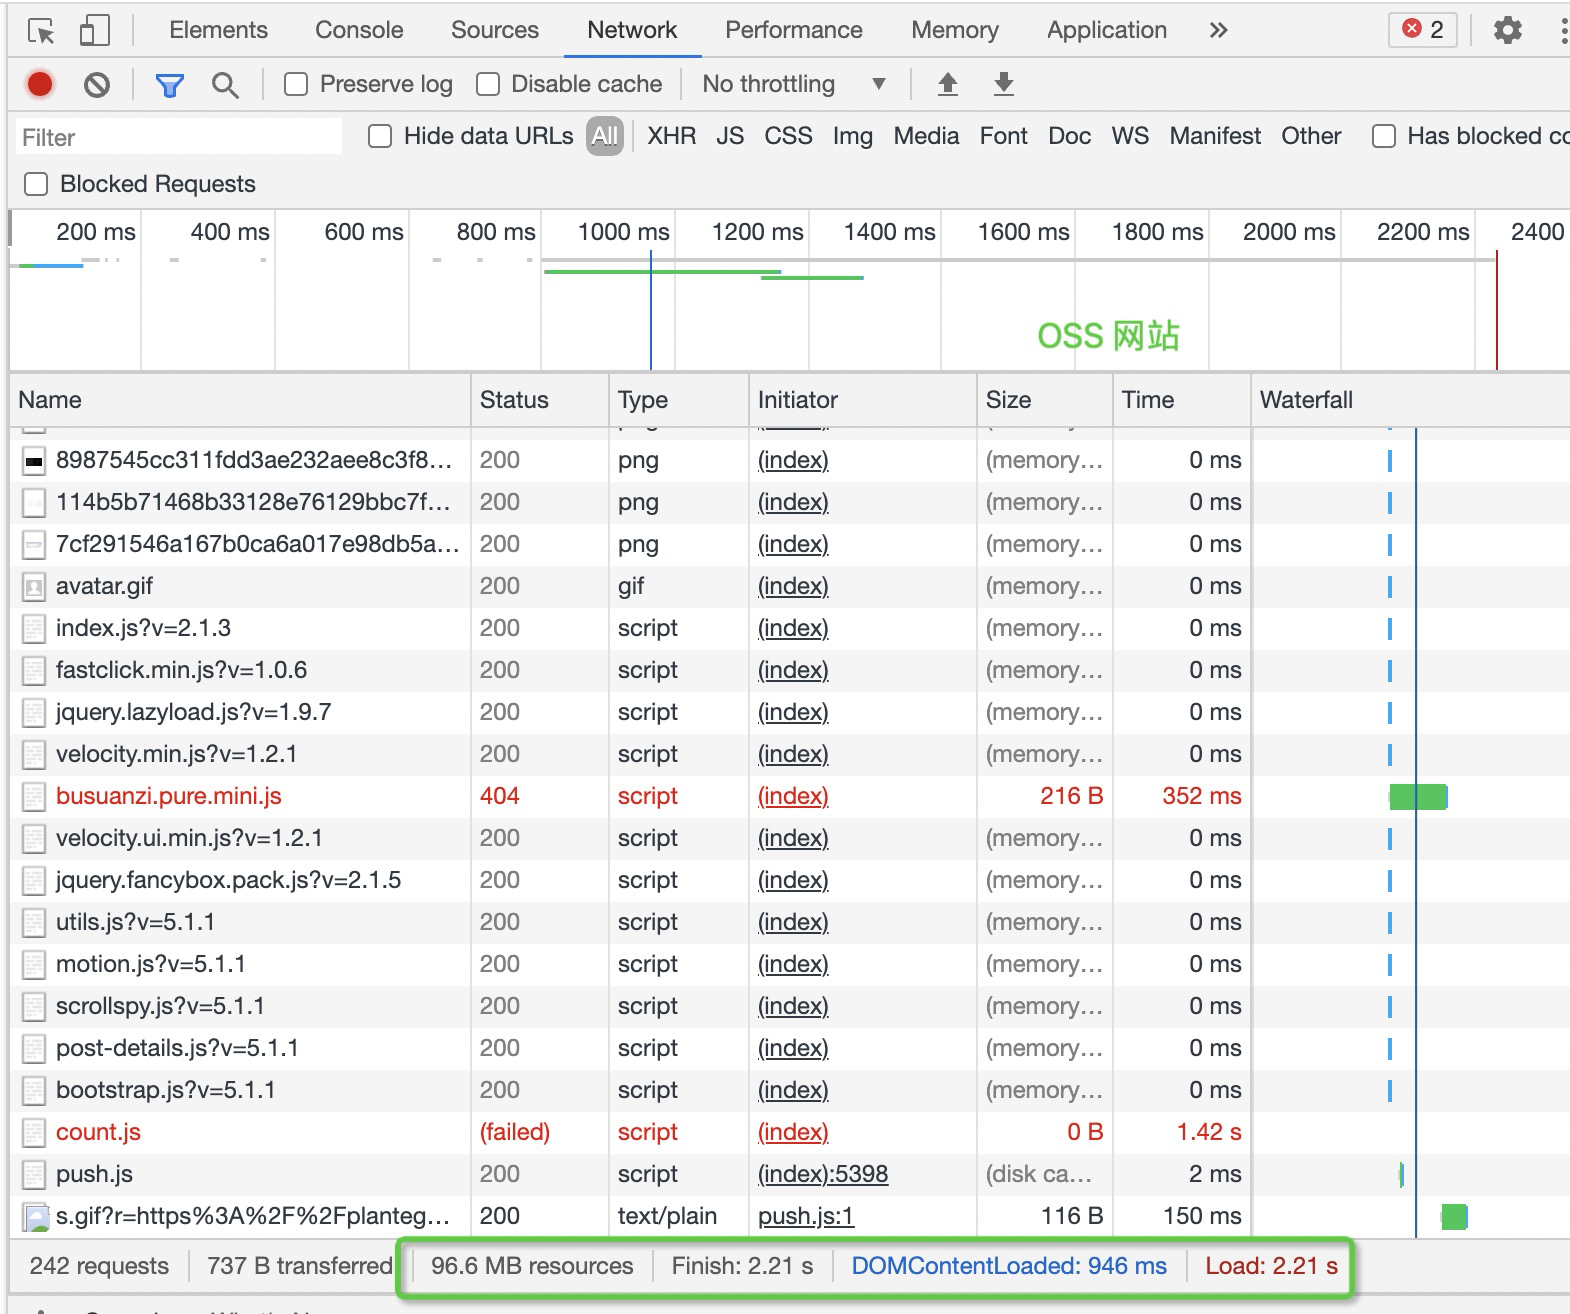 Elements Console Sources Network Performance Memory Application » 2
Preserve log Disable cache No throttling
Filter Hide data URLs All XHR JS CSS Img Media Font Doc WS Manifest Other Has blocked co
Blocked Requests
200 ms 400 ms 600 ms 800 ms 1000 ms 1200 ms 1400 ms 1600 ms 1800 ms 2000 ms 2200 ms 2400
OSS 网站
Name Status Type Initiator Size Time Waterfall
8987545cc311fdd3ae232aee8c3f8… 200 png (index) (memory… 0 ms
114b5b71468b33128e76129bbc7f… 200 png (index) (memory… 0 ms
7cf291546a167b0ca6a017e98db5a… 200 png (index) (memory… 0 ms
avatar.gif 200 gif (index) (memory… 0 ms
index.js?v=2.1.3 200 script (index) (memory… 0 ms
fastclick.min.js?v=1.0.6 200 script (index) (memory… 0 ms
jquery.lazyload.js?v=1.9.7 200 script (index) (memory… 0 ms
velocity.min.js?v=1.2.1 200 script (index) (memory… 0 ms
busuanzi.pure.mini.js 404 script (index) 216 B 352 ms
velocity.ui.min.js?v=1.2.1 200 script (index) (memory… 0 ms
jquery.fancybox.pack.js?v=2.1.5 200 script (index) (memory… 0 ms
utils.js?v=5.1.1 200 script (index) (memory… 0 ms
motion.js?v=5.1.1 200 script (index) (memory… 0 ms
scrollspy.js?v=5.1.1 200 script (index) (memory… 0 ms
post-details.js?v=5.1.1 200 script (index) (memory… 0 ms
bootstrap.js?v=5.1.1 200 script (index) (memory… 0 ms
count.js (failed) script (index) 0 B 1.42 s
push.js 200 script (index):5398 (disk ca… 2 ms
s.gif?r=https%3A%2F%2Fplanteg… 200 text/plain push.js:1 116 B 150 ms
242 requests 737 B transferred 96.6 MB resources Finish: 2.21 s DOMContentLoaded: 946 ms Load: 2.21 s